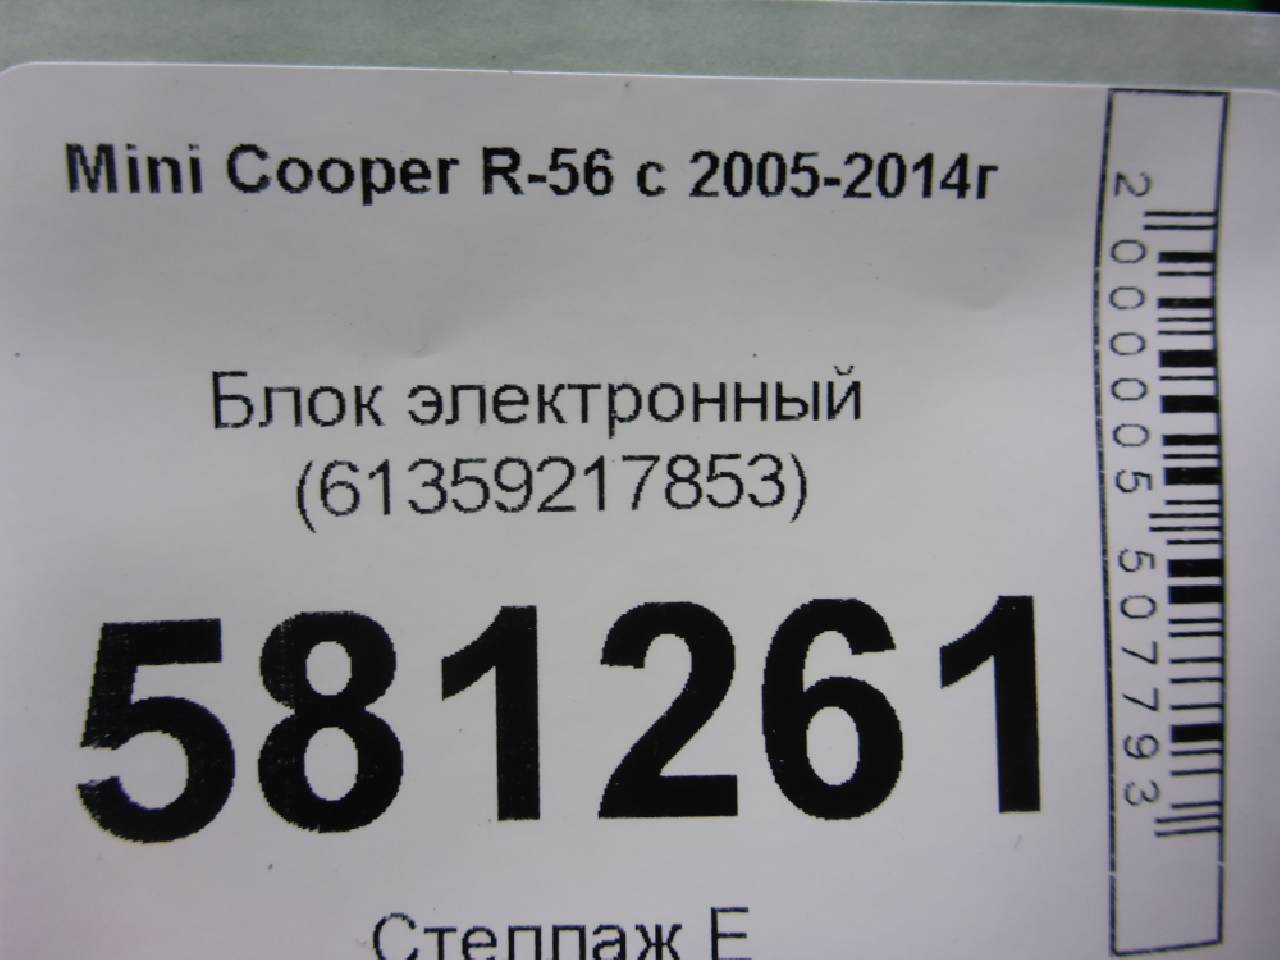 Mini Cooper R-56 с 2005-2014г
Блок электронный
(61359217853)
581261
Стеллаж Е
2000005507793